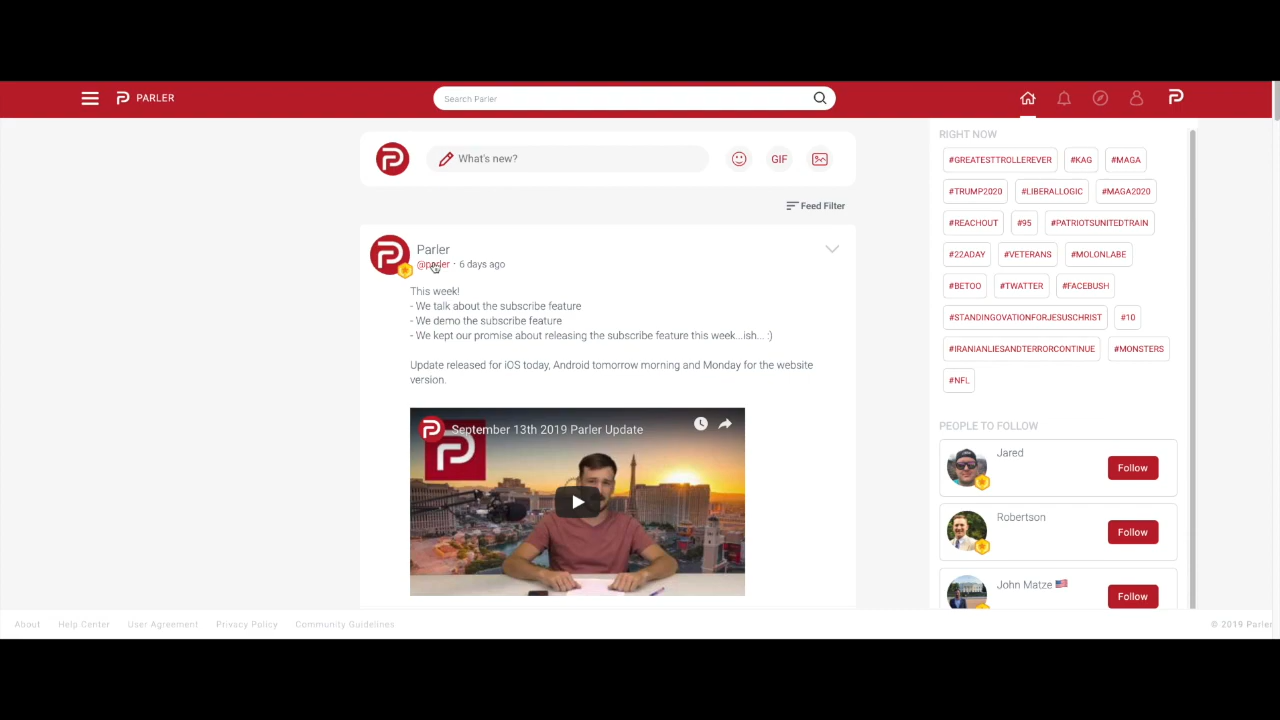 PARLER
Search Parler
What's new?
GIF
Feed Filter
Parler
@parler · 6 days ago
This week!
- We talk about the subscribe feature
- We demo the subscribe feature
- We kept our promise about releasing the subscribe feature this week...ish... :)
Update released for iOS today, Android tomorrow morning and Monday for the website
version.
September 13th 2019 Parler Update
RIGHT NOW
#GREATESTTROLLEREVER #KAG #MAGA
#TRUMP2020 #LIBERALLOGIC #MAGA2020
#REACHOUT #95 #PATRIOTSUNITEDTRAIN
#22ADAY #VETERANS #MOLONLABE
#BETOO #TWATTER #FACEBUSH
#STANDINGOVATIONFORJESUSCHRIST #10
#IRANIANLIESANDTERRORCONTINUE #MONSTERS
#NFL
PEOPLE TO FOLLOW
Jared
Follow
Robertson
Follow
John Matze
Follow
About Help Center User Agreement Privacy Policy Community Guidelines
© 2019 Parler